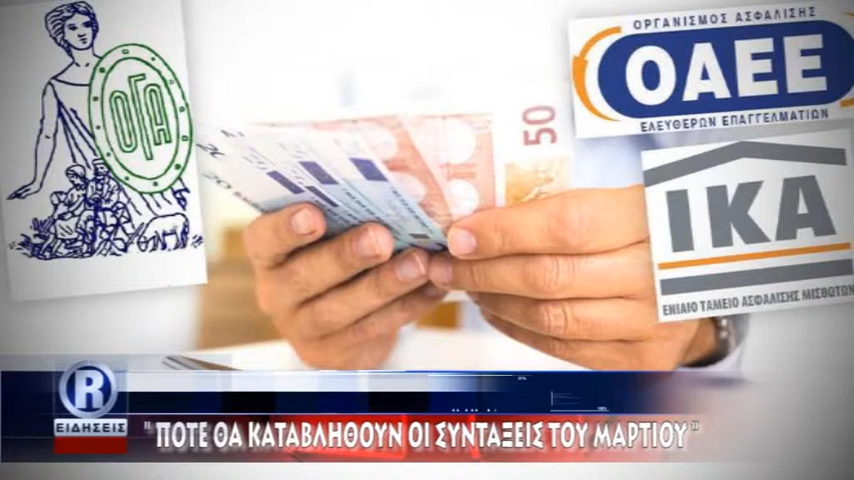 ΟΓΑ
ΟΡΓΑΝΙΣΜΟΣ ΑΣΦΑΛΙΣΗΣ
ΟΑΕΕ
ΕΛΕΥΘΕΡΩΝ ΕΠΑΓΓΕΛΜΑΤΙΩΝ
ΙΚΑ
ΕΝΙΑΙΟ ΤΑΜΕΙΟ ΑΣΦΑΛΙΣΗΣ ΜΙΣΘΩΤΩΝ
50
20
R
ΕΙΔΗΣΕΙΣ
" ΠΟΤΕ ΘΑ ΚΑΤΑΒΛΗΘΟΥΝ ΟΙ ΣΥΝΤΑΞΕΙΣ ΤΟΥ ΜΑΡΤΙΟΥ "